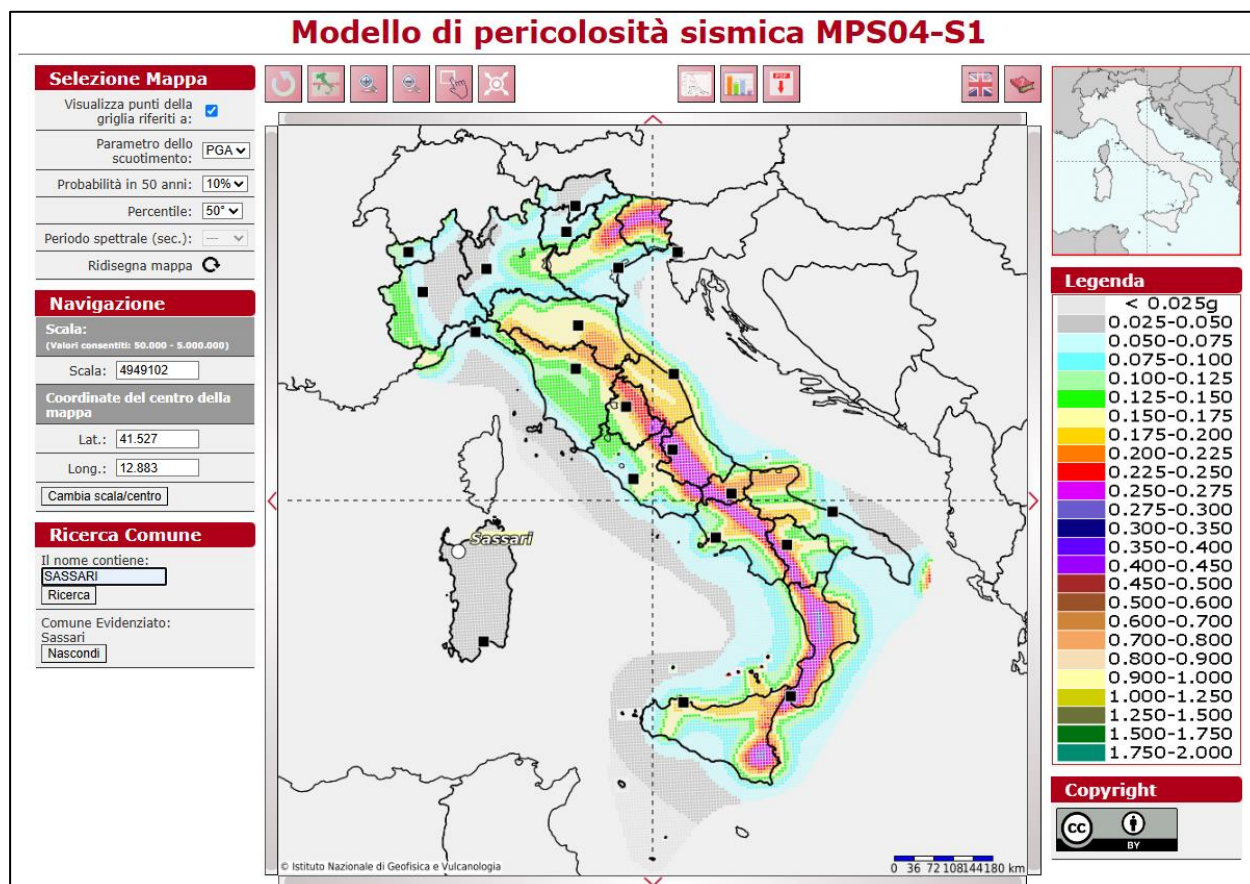 Modello di pericolosità sismica MPS04-S1
Selezione Mappa
Visualizza punti della
griglia riferiti a:
Parametro dello
scuotimento:
PGA
Probabilità in 50 anni:
10%
Percentile:
50°
Periodo spettrale (sec.):
---
Ridisegna mappa
Navigazione
Scala:
(Valori consentiti: 50.000 - 5.000.000)
Scala:
4949102
Coordinate del centro della
mappa
Lat.:
41.527
Long.:
12.883
Cambia scala/centro
Ricerca Comune
Il nome contiene:
SASSARI
Ricerca
Comune Evidenziato:
Sassari
Nascondi
PDF
Sassari
© Istituto Nazionale di Geofisica e Vulcanologia
0 36 72 108144180 km
Legenda
< 0.025g
0.025-0.050
0.050-0.075
0.075-0.100
0.100-0.125
0.125-0.150
0.150-0.175
0.175-0.200
0.200-0.225
0.225-0.250
0.250-0.275
0.275-0.300
0.300-0.350
0.350-0.400
0.400-0.450
0.450-0.500
0.500-0.600
0.600-0.700
0.700-0.800
0.800-0.900
0.900-1.000
1.000-1.250
1.250-1.500
1.500-1.750
1.750-2.000
Copyright
cc
BY